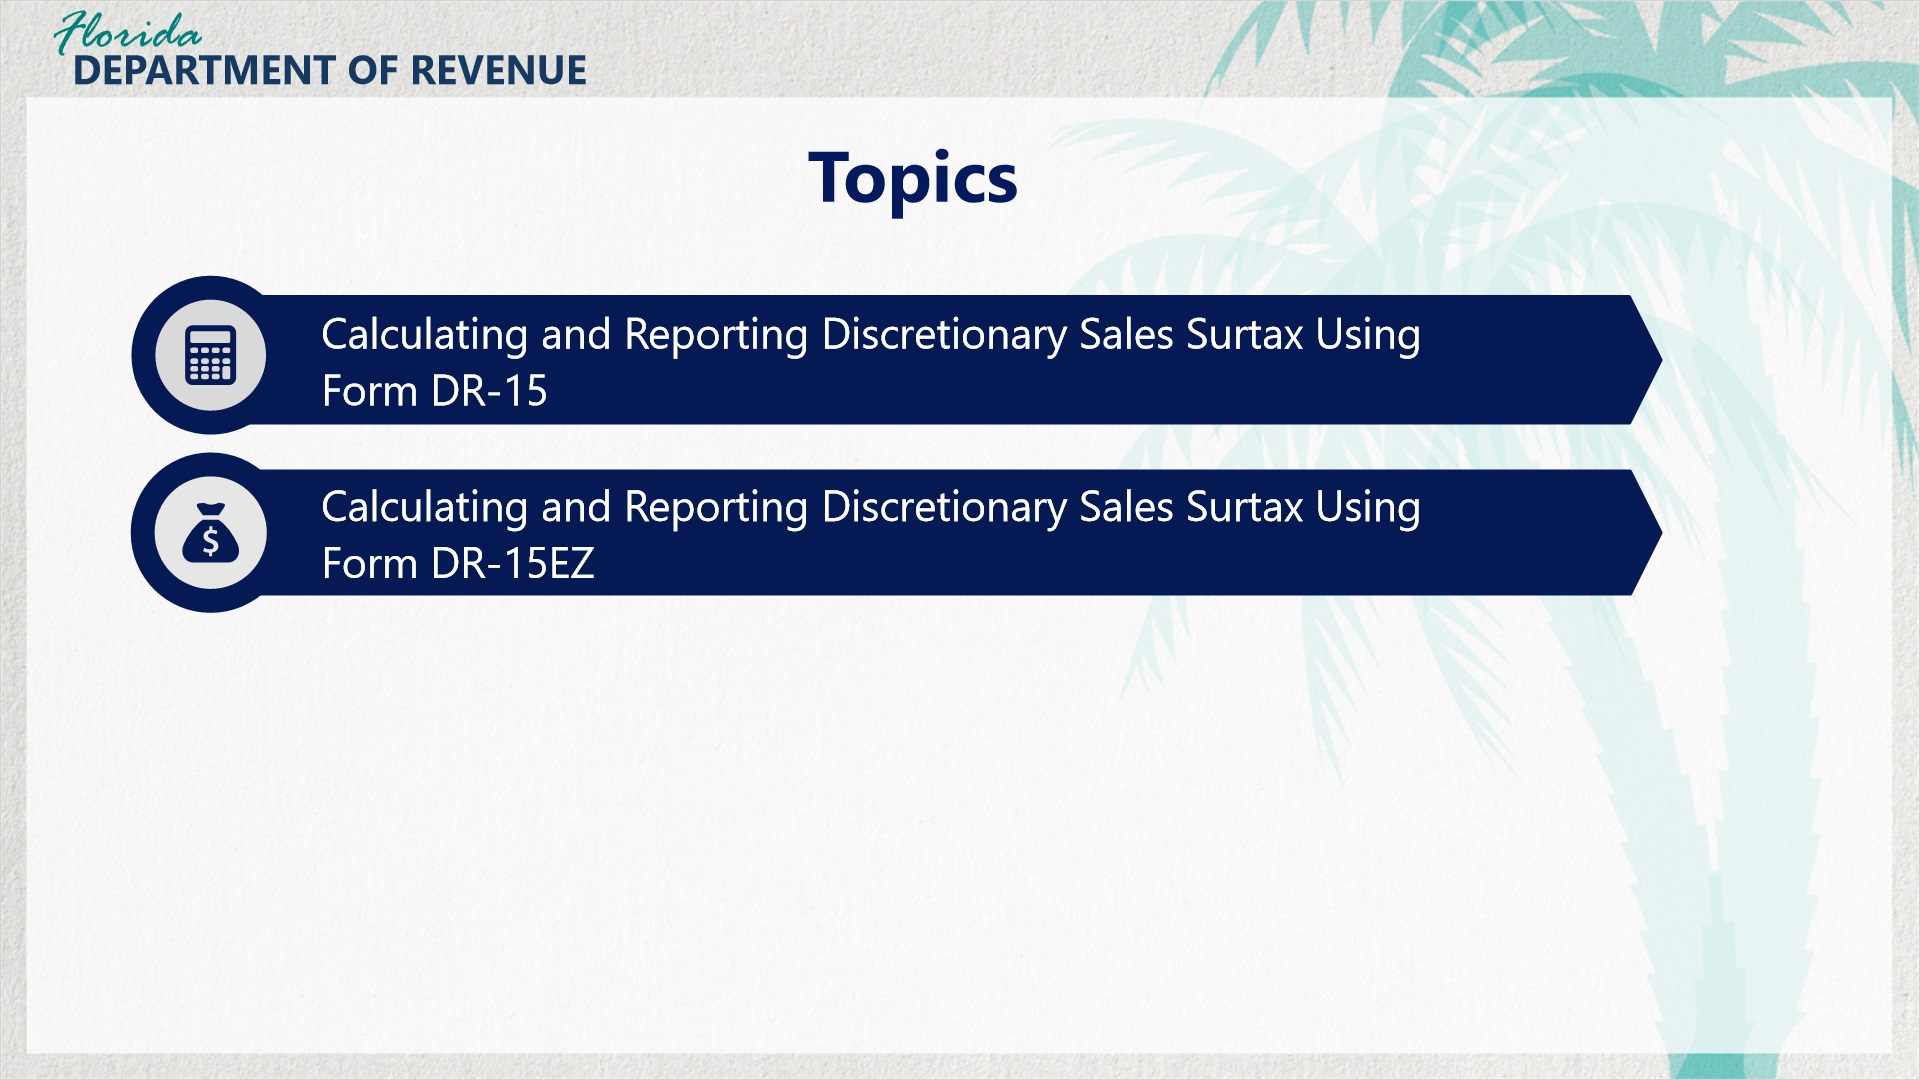 Florida
DEPARTMENT OF REVENUE
Topics
Calculating and Reporting Discretionary Sales Surtax Using
Form DR-15
$
Calculating and Reporting Discretionary Sales Surtax Using
Form DR-15EZ